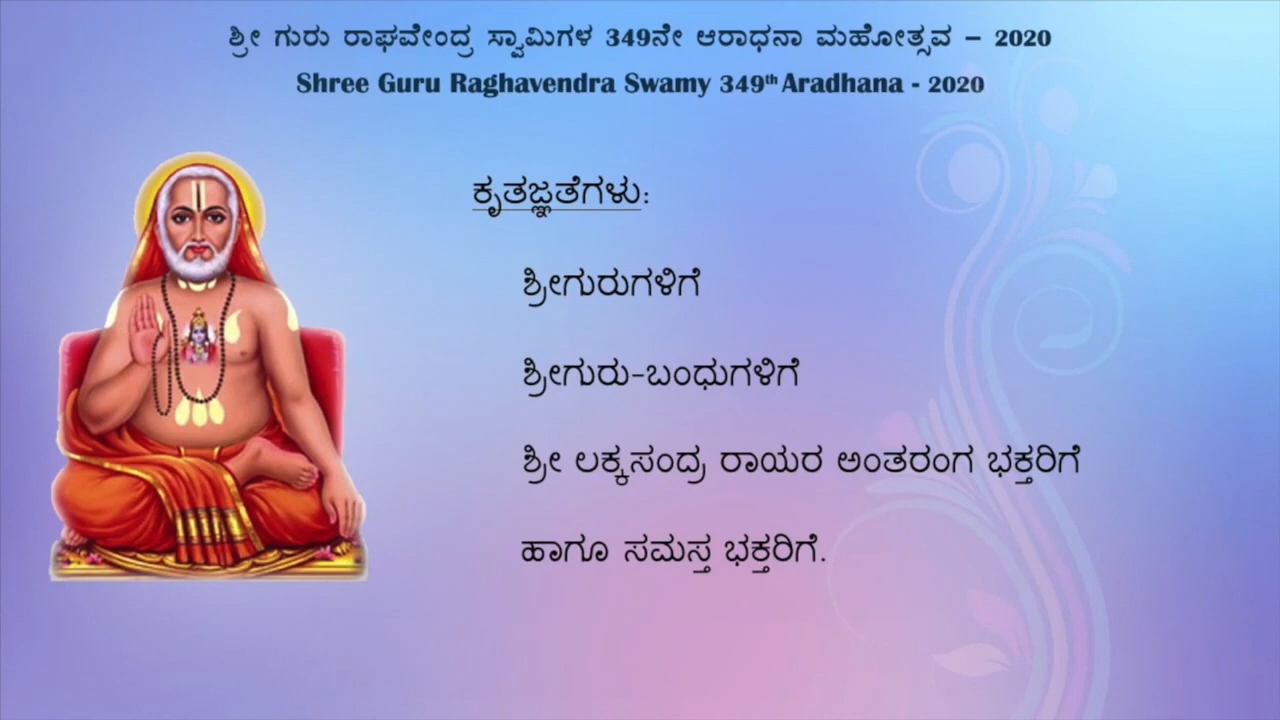 ಶ್ರೀ ಗುರು ರಾಘವೇಂದ್ರ ಸ್ವಾಮಿಗಳ 349ನೇ ಆರಾಧನಾ ಮಹೋತ್ಸವ – 2020
Shree Guru Raghavendra Swamy 349th Aradhana - 2020
ಕೃತಜ್ಞತೆಗಳು:
ಶ್ರೀಗುರುಗಳಿಗೆ
ಶ್ರೀಗುರು-ಬಂಧುಗಳಿಗೆ
ಶ್ರೀ ಲಕ್ಕಸಂದ್ರ ರಾಯರ ಅಂತರಂಗ ಭಕ್ತರಿಗೆ
ಹಾಗೂ ಸಮಸ್ತ ಭಕ್ತರಿಗೆ.